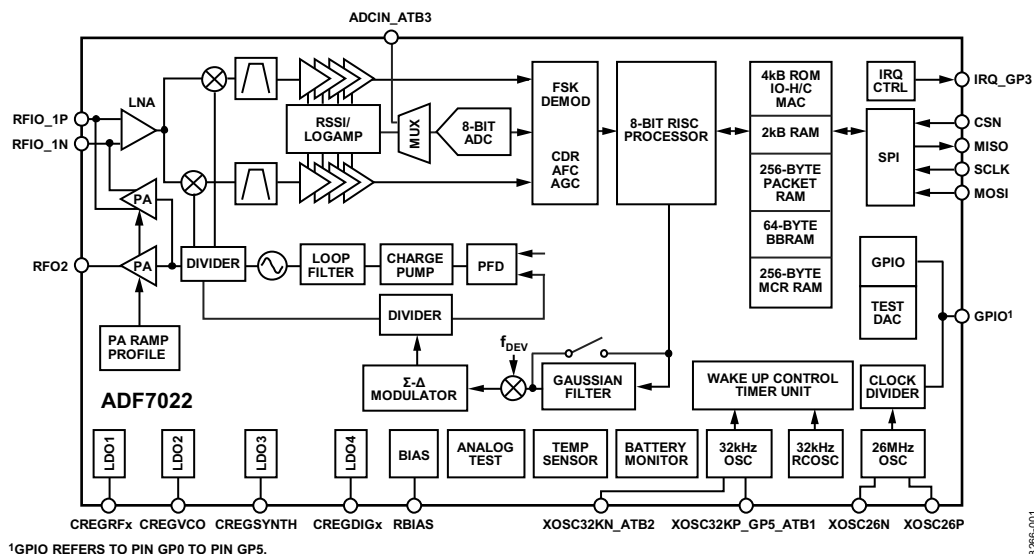 ADCIN_ATB3
RFIO_1P
RFIO_1N
RFO2
LNA
PA
PA
PA RAMP
PROFILE
RSSI/
LOGAMP
MUX
8-BIT
ADC
FSK
DEMOD
CDR
AFC
AGC
8-BIT RISC
PROCESSOR
4kB ROM
IO-H/C
MAC
2kB RAM
256-BYTE
PACKET
RAM
64-BYTE
BBRAM
256-BYTE
MCR RAM
IRQ
CTRL
SPI
GPIO
TEST
DAC
IRQ_GP3
CSN
MISO
SCLK
MOSI
GPIO1
DIVIDER
LOOP
FILTER
CHARGE
PUMP
PFD
DIVIDER
Σ-Δ
MODULATOR
fDEV
GAUSSIAN
FILTER
WAKE UP CONTROL
TIMER UNIT
CLOCK
DIVIDER
ADF7022
LDO1
LDO2
LDO3
LDO4
BIAS
ANALOG
TEST
TEMP
SENSOR
BATTERY
MONITOR
32kHz
OSC
32kHz
RCOSC
26MHz
OSC
CREGRFx
CREGVCO
CREGSYNTH
CREGDIGx
RBIAS
XOSC32KN_ATB2
XOSC32KP_GP5_ATB1
XOSC26N
XOSC26P
1GPIO REFERS TO PIN GP0 TO PIN GP5.